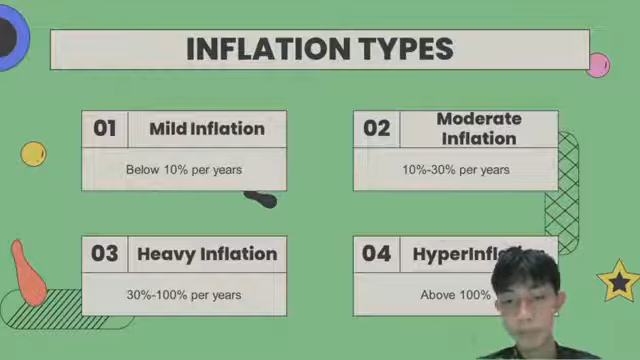 INFLATION TYPES
01 Mild Inflation
Below 10% per years
02 Moderate
Inflation
10%-30% per years
03 Heavy Inflation
30%-100% per years
04
Above 100%